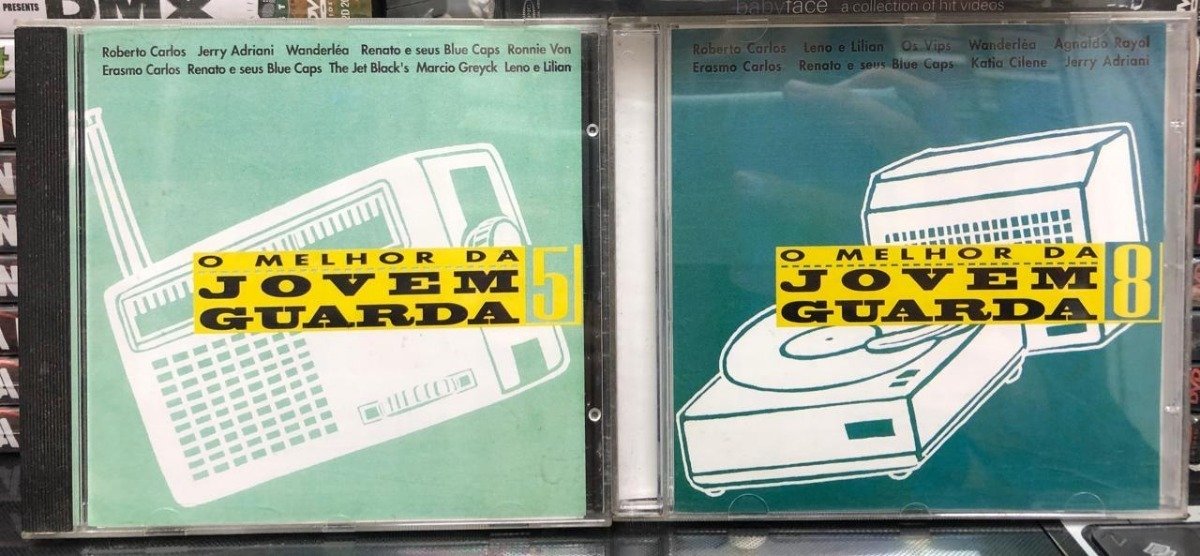 PRESENTS DMX
babyface a collection of hit videos
Roberto Carlos Jerry Adriani Wanderléa Renato e seus Blue Caps Ronnie Von
Erasmo Carlos Renato e seus Blue Caps The Jet Black's Marcio Greyck Leno e Lilian
O MELHOR DA
JOVEM
GUARDA
5
Roberto Carlos Leno e Lilian Os Vips Wanderléa Agnaldo Rayol
Erasmo Carlos Renato e seus Blue Caps Katia Cilene Jerry Adriani
O MELHOR DA
JOVEM
GUARDA
8